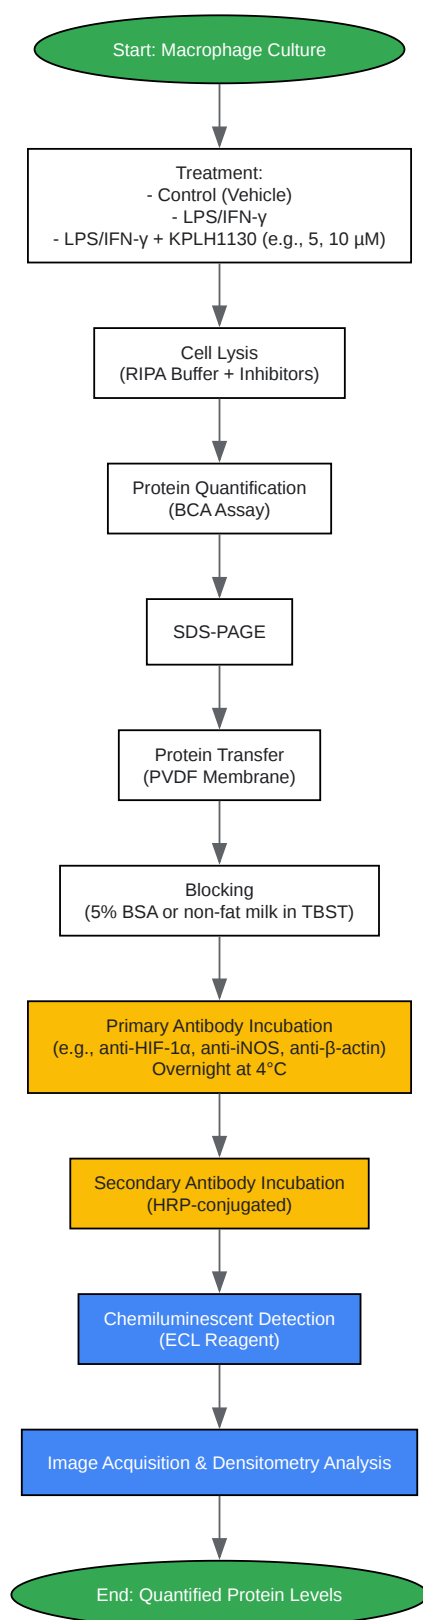 Start: Macrophage Culture
Treatment:
- Control (Vehicle)
- LPS/IFN-γ
- LPS/IFN-γ + KPLH1130 (e.g., 5, 10 µM)
Cell Lysis
(RIPA Buffer + Inhibitors)
Protein Quantification
(BCA Assay)
SDS-PAGE
Protein Transfer
(PVDF Membrane)
Blocking
(5% BSA or non-fat milk in TBST)
Primary Antibody Incubation
(e.g., anti-HIF-1α, anti-iNOS, anti-β-actin)
Overnight at 4°C
Secondary Antibody Incubation
(HRP-conjugated)
Chemiluminescent Detection
(ECL Reagent)
Image Acquisition & Densitometry Analysis
End: Quantified Protein Levels